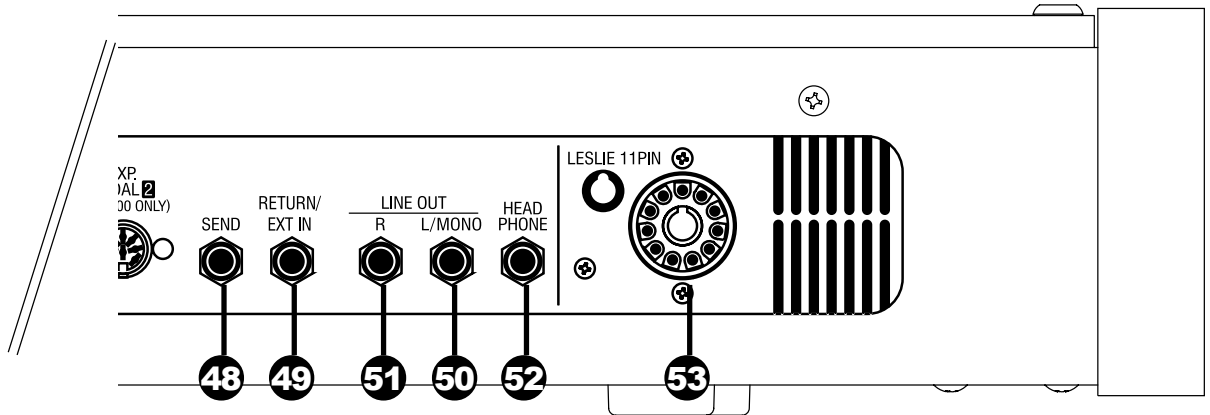 LESLIE 11PIN
XP.
DAL 2
00 ONLY)
SEND
RETURN/
EXT IN
LINE OUT
R L/MONO
HEAD
PHONE
48 49 51 50 52 53